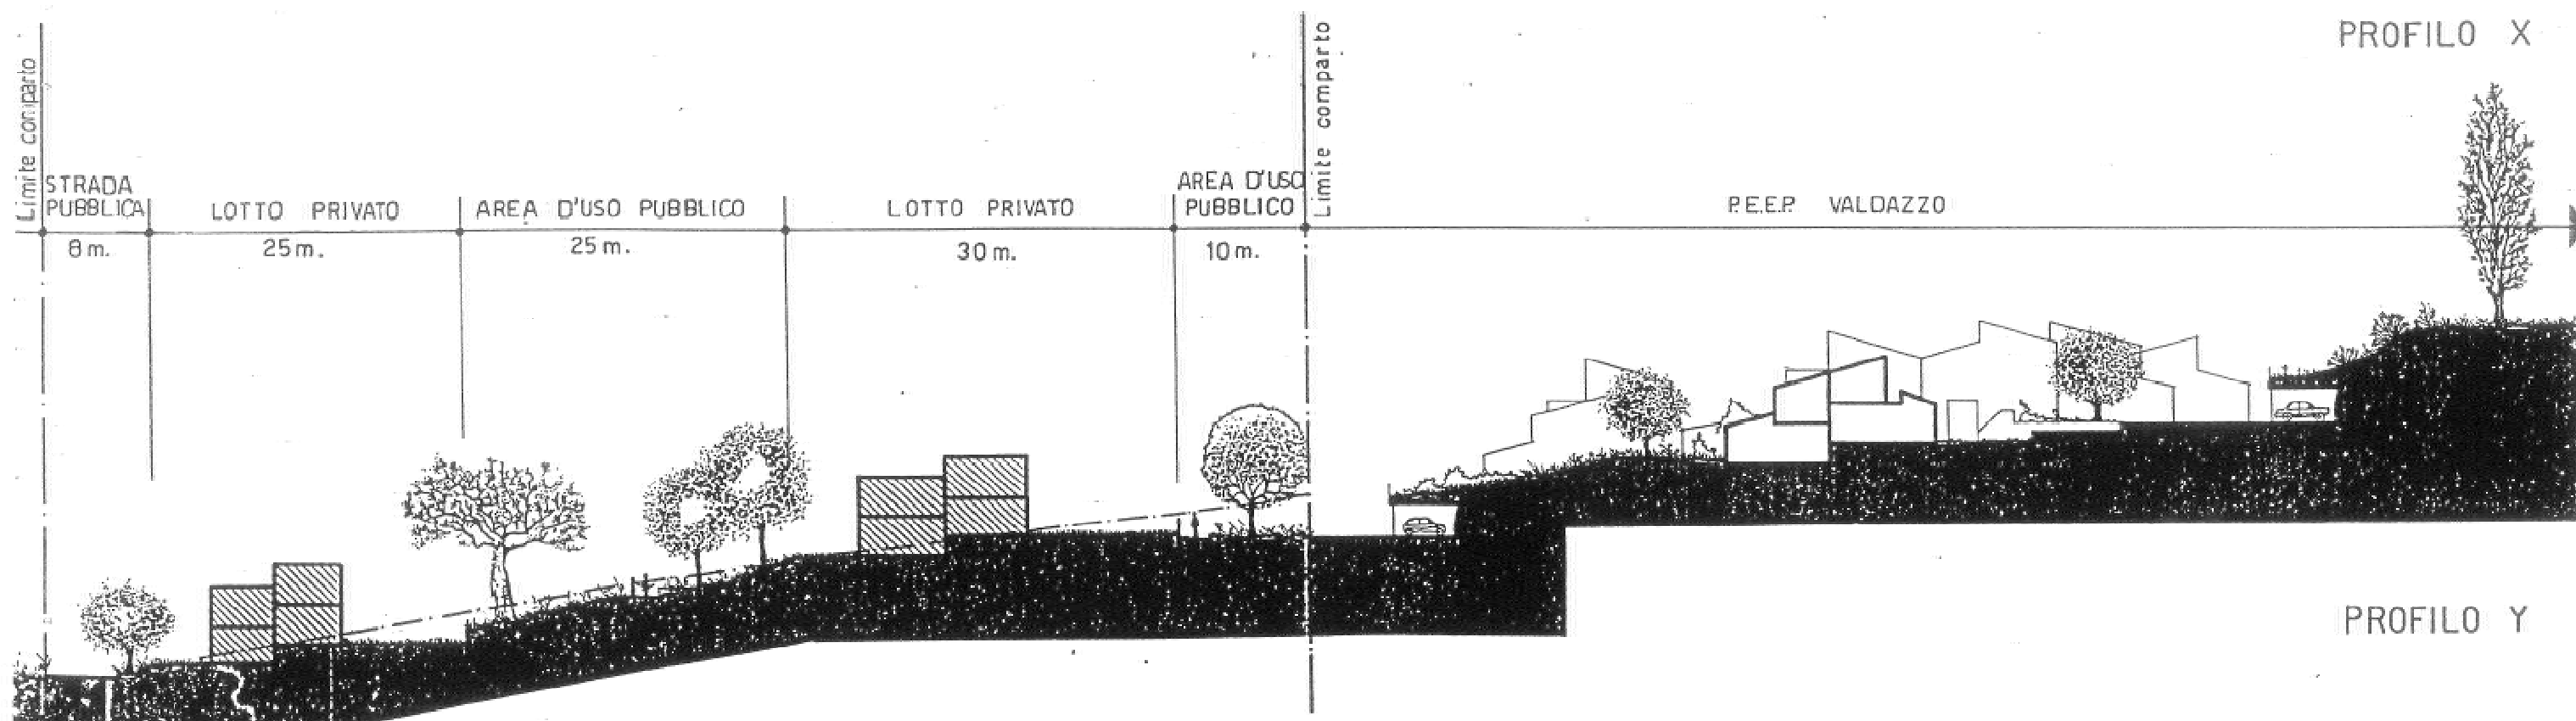 PROFILO X
Limite comparto
STRADA
PUBBLICA
LOTTO PRIVATO
AREA D'USO PUBBLICO
LOTTO PRIVATO
AREA D'USO
PUBBLICO
Limite comparto
P.E.E.P. VALDAZZO
8 m.
25 m.
25 m.
30 m.
10 m.
PROFILO Y